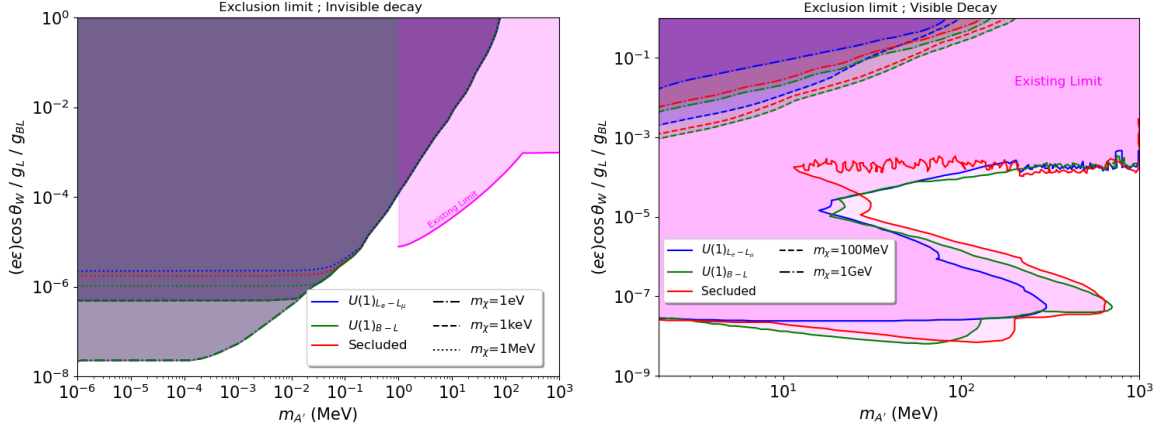 Exclusion limit ; Invisible decay
10^0
10^-2
10^-4
10^-6
10^-8
(eε)cosθ_W / g_L / g_BL
Existing Limit
U(1)_{L_e−L_μ}
U(1)_{B−L}
Secluded
m_χ=1eV
m_χ=1keV
m_χ=1MeV
10^-6 10^-5 10^-4 10^-3 10^-2 10^-1 10^0 10^1 10^2 10^3
m_{A'} (MeV)
Exclusion limit ; Visible Decay
10^-1
10^-3
10^-5
10^-7
10^-9
(eε)cosθ_W / g_L / g_BL
Existing Limit
U(1)_{L_e−L_μ}
U(1)_{B−L}
Secluded
m_χ=100MeV
m_χ=1GeV
10^1 10^2 10^3
m_{A'} (MeV)